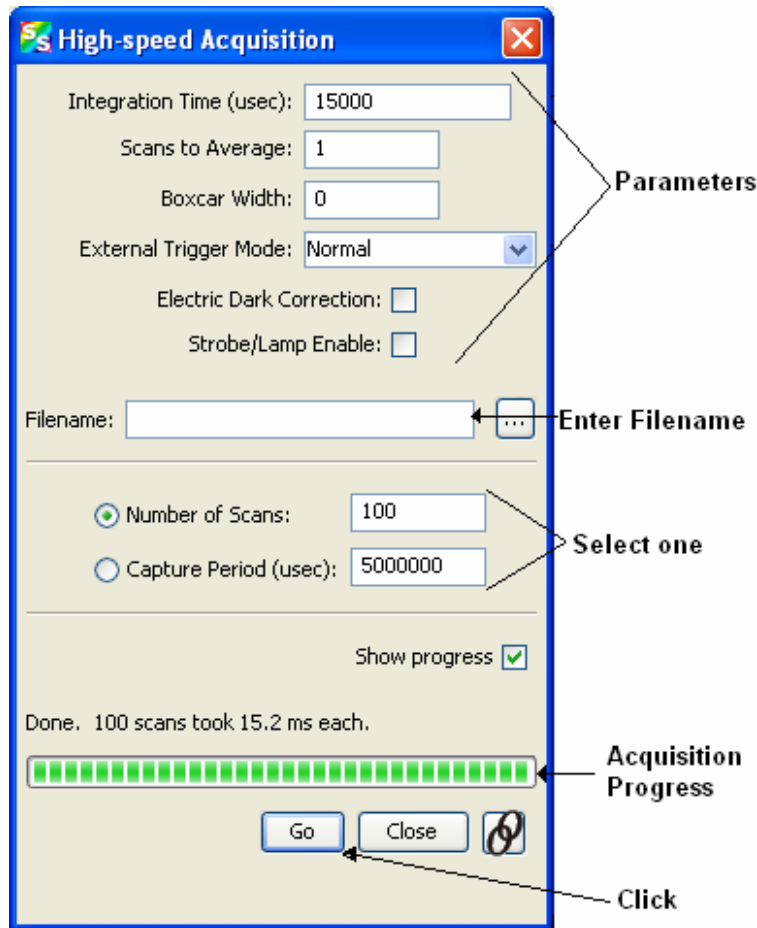 SS High-speed Acquisition
Integration Time (usec): 15000
Scans to Average: 1
Boxcar Width: 0
Parameters
External Trigger Mode: Normal
Electric Dark Correction:
Strobe/Lamp Enable:
Filename: ... Enter Filename
Number of Scans: 100
Select one
Capture Period (usec): 5000000
Show progress
Done. 100 scans took 15.2 ms each.
Acquisition
Progress
Go Close
Click